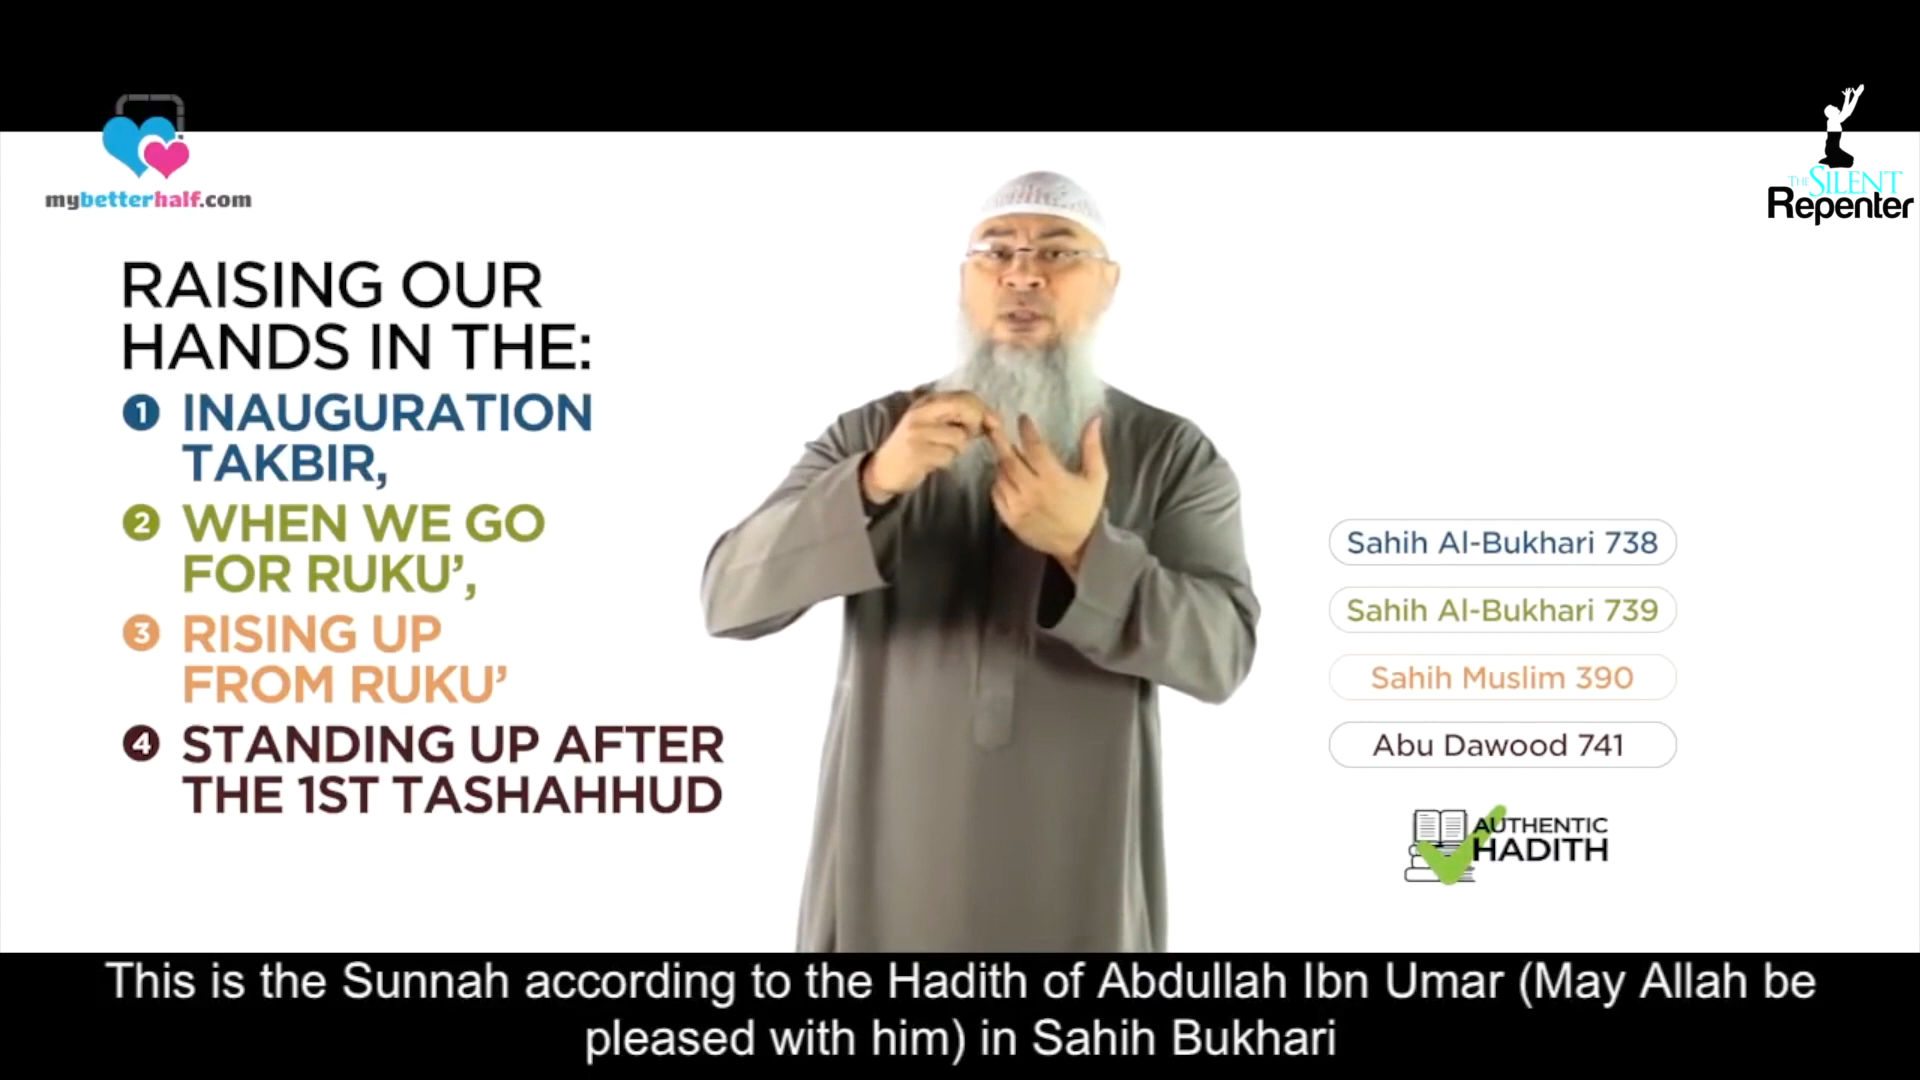 mybetterhalf.com
THE SILENT
Repenter
RAISING OUR
HANDS IN THE:
1 INAUGURATION
TAKBIR,
2 WHEN WE GO
FOR RUKU’,
3 RISING UP
FROM RUKU’
4 STANDING UP AFTER
THE 1ST TASHAHHUD
Sahih Al-Bukhari 738
Sahih Al-Bukhari 739
Sahih Muslim 390
Abu Dawood 741
AUTHENTIC
HADITH
This is the Sunnah according to the Hadith of Abdullah Ibn Umar (May Allah be
pleased with him) in Sahih Bukhari